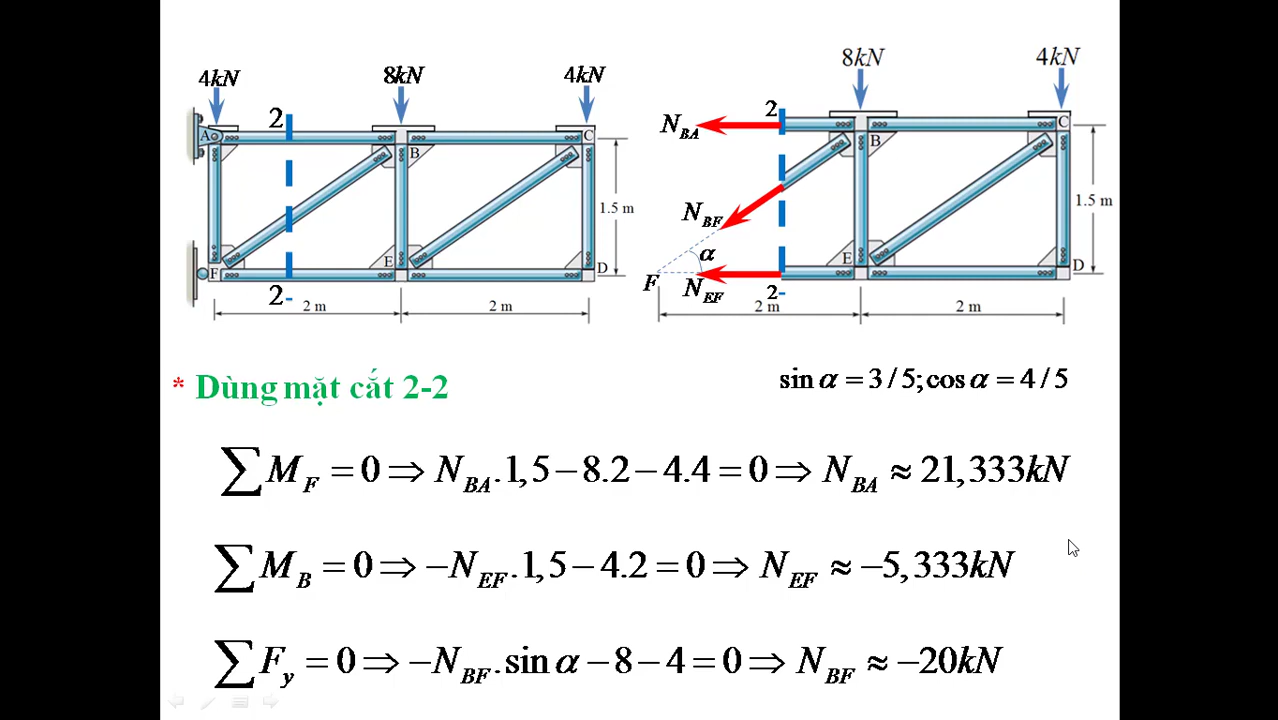 4kN 8kN 4kN
2
A B C
1.5 m
F E D
2-
2 m 2 m
8kN 4kN
N_BA 2
B C
N_BF 1.5 m
α
F N_EF E D
2-
2 m 2 m
* Dùng mặt cắt 2-2
sin α = 3 / 5; cos α = 4 / 5
∑ M_F = 0 ⇒ N_BA.1,5 − 8.2 − 4.4 = 0 ⇒ N_BA ≈ 21,333kN
∑ M_B = 0 ⇒ −N_EF.1,5 − 4.2 = 0 ⇒ N_EF ≈ −5,333kN
∑ F_y = 0 ⇒ −N_BF.sin α − 8 − 4 = 0 ⇒ N_BF ≈ −20kN